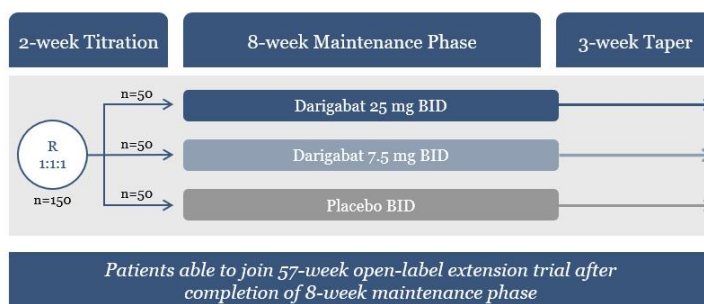 2-week Titration
8-week Maintenance Phase
3-week Taper
n=50
Darigabat 25 mg BID
R
1:1:1
n=50
Darigabat 7.5 mg BID
n=150
n=50
Placebo BID
Patients able to join 57-week open-label extension trial after
completion of 8-week maintenance phase